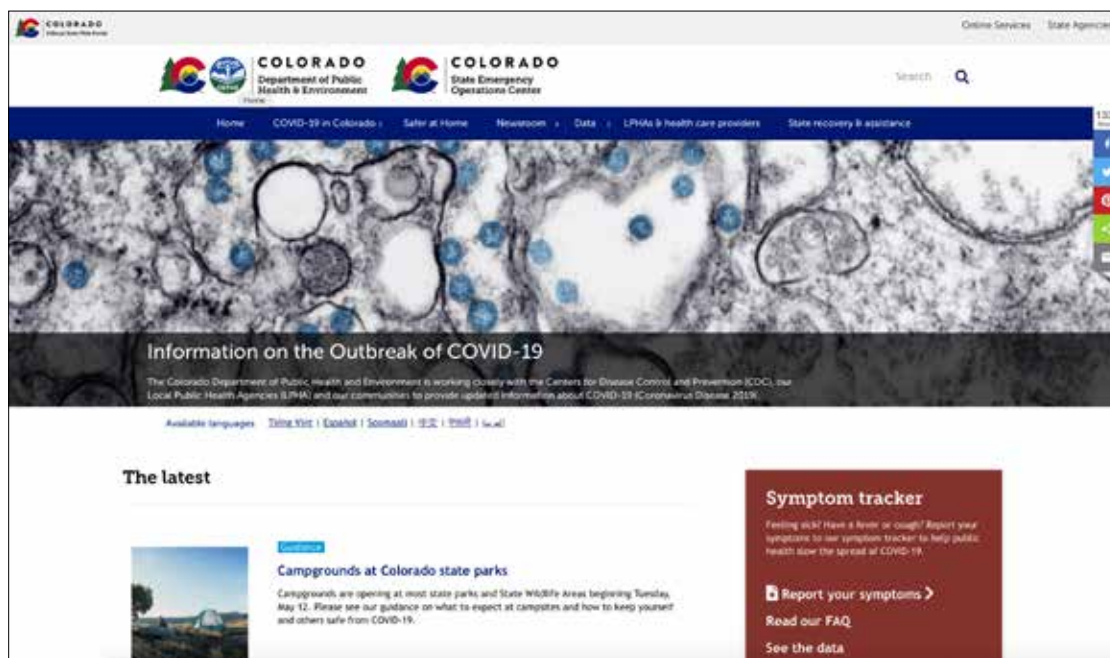 COLORADO
Online Services State Agencies
COLORADO
Department of Public
Health & Environment
COLORADO
State Emergency
Operations Center
Search
Home
Home COVID-19 in Colorado Safer at Home Newsroom Data LPHAs & health care providers State recovery & assistance
Information on the Outbreak of COVID-19
The Colorado Department of Public Health and Environment is working closely with the Centers for Disease Control and Prevention (CDC), our
Local Public Health Agencies (LPHA) and our communities to provide updated information about COVID-19 (Coronavirus Disease 2019).
Available languages Tiếng Việt | Español | Soomaali | 中文 | नेपाली | العربية
The latest
Guidance
Campgrounds at Colorado state parks
Campgrounds are opening at most state parks and State Wildlife Areas beginning Tuesday,
May 12. Please see our guidance on what to expect at campsites and how to keep yourself
and others safe from COVID-19.
Symptom tracker
Feeling sick? Have a fever or cough? Report your
symptoms to our symptom tracker to help public
health slow the spread of COVID-19.
Report your symptoms
Read our FAQ
See the data